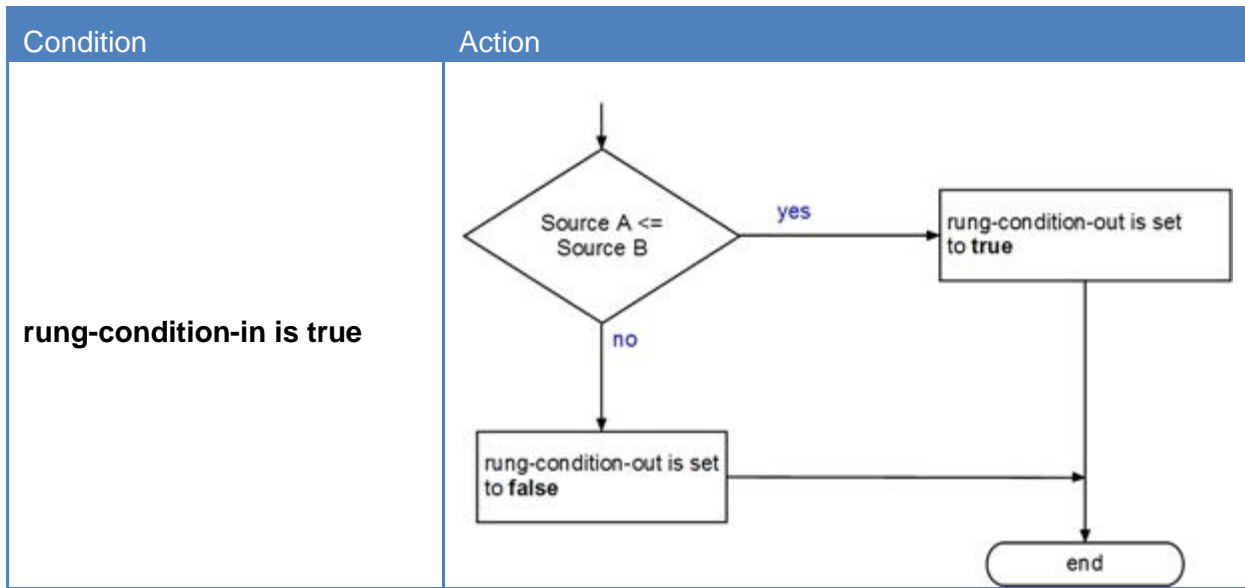 Condition
Action
rung-condition-in is true
Source A <=
Source B
yes
rung-condition-out is set
to true
no
rung-condition-out is set
to false
end